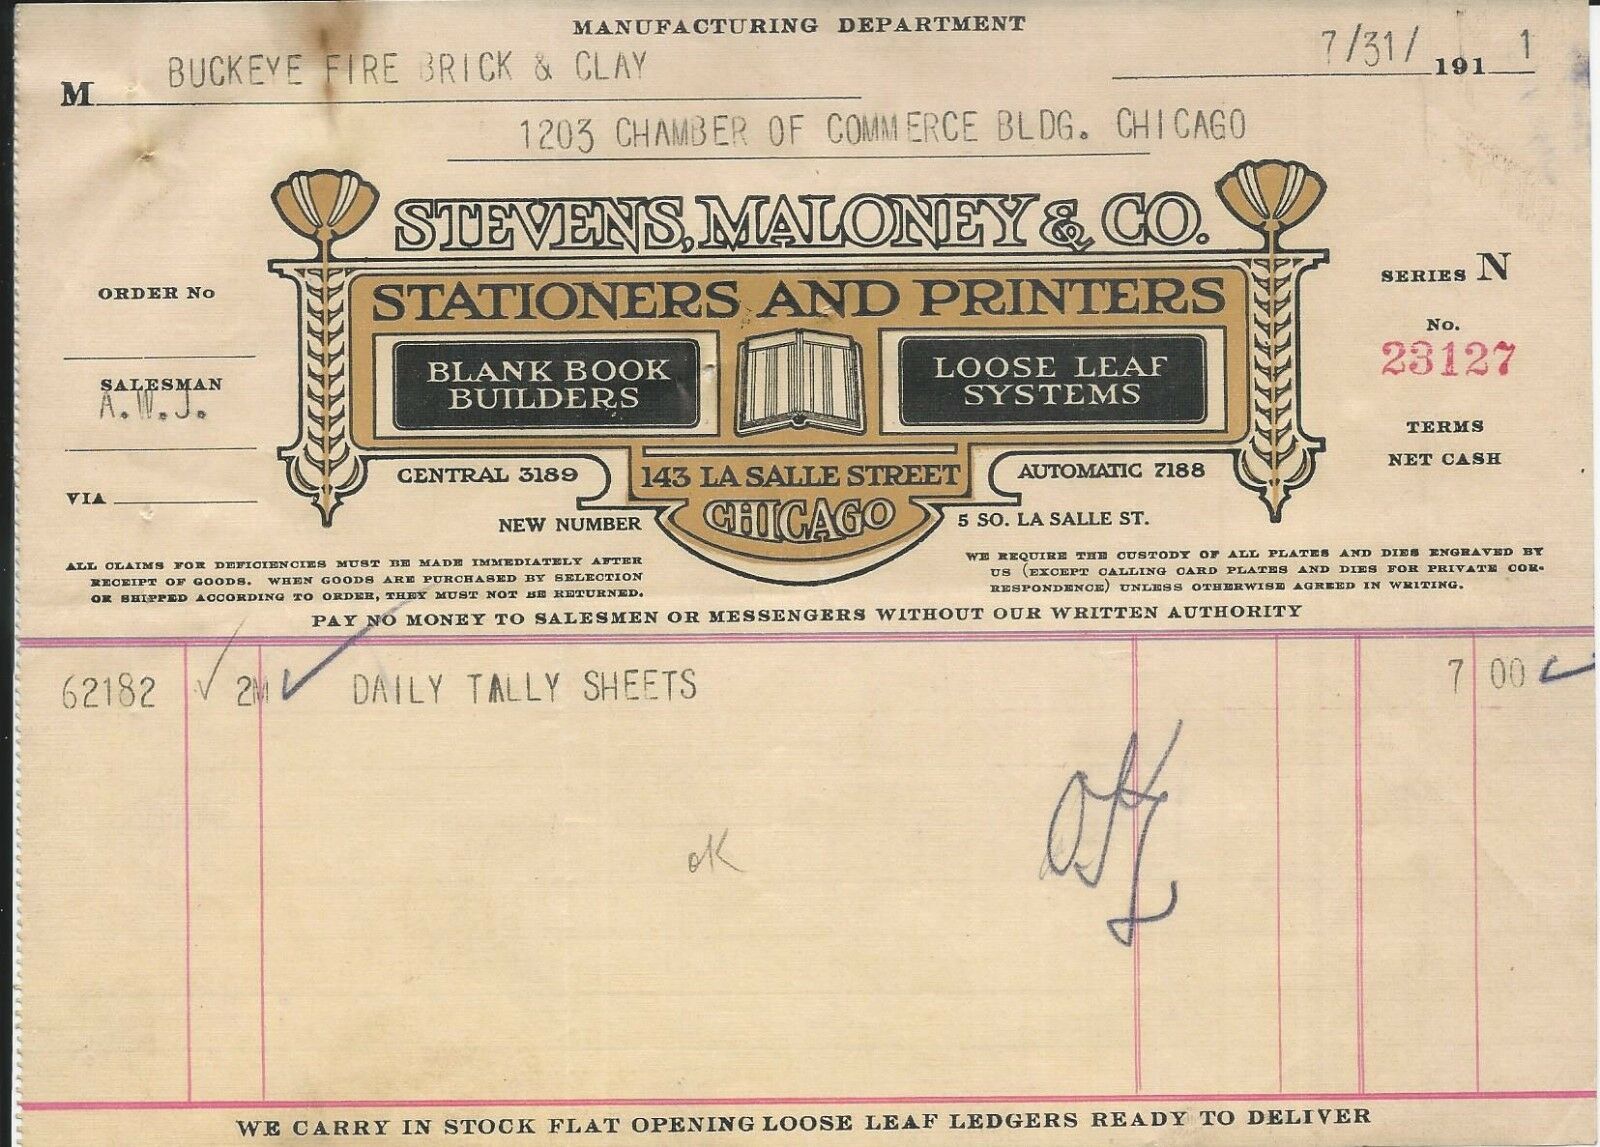 MANUFACTURING DEPARTMENT
7/31/ 1911
M BUCKEYE FIRE BRICK & CLAY
1203 CHAMBER OF COMMERCE BLDG. CHICAGO
STEVENS, MALONEY & CO.
STATIONERS AND PRINTERS
BLANK BOOK
BUILDERS
LOOSE LEAF
SYSTEMS
CENTRAL 3189
143 LA SALLE STREET
AUTOMATIC 7188
CHICAGO
NEW NUMBER
5 SO. LA SALLE ST.
ORDER No
SALESMAN
A.W.J.
VIA
SERIES N
No.
23127
TERMS
NET CASH
ALL CLAIMS FOR DEFICIENCIES MUST BE MADE IMMEDIATELY AFTER
RECEIPT OF GOODS. WHEN GOODS ARE PURCHASED BY SELECTION
OR SHIPPED ACCORDING TO ORDER, THEY MUST NOT BE RETURNED.
WE REQUIRE THE CUSTODY OF ALL PLATES AND DIES ENGRAVED BY
US (EXCEPT CALLING CARD PLATES AND DIES FOR PRIVATE COR-
RESPONDENCE) UNLESS OTHERWISE AGREED IN WRITING.
PAY NO MONEY TO SALESMEN OR MESSENGERS WITHOUT OUR WRITTEN AUTHORITY
62182 2M DAILY TALLY SHEETS 7 00
OK
WE CARRY IN STOCK FLAT OPENING LOOSE LEAF LEDGERS READY TO DELIVER